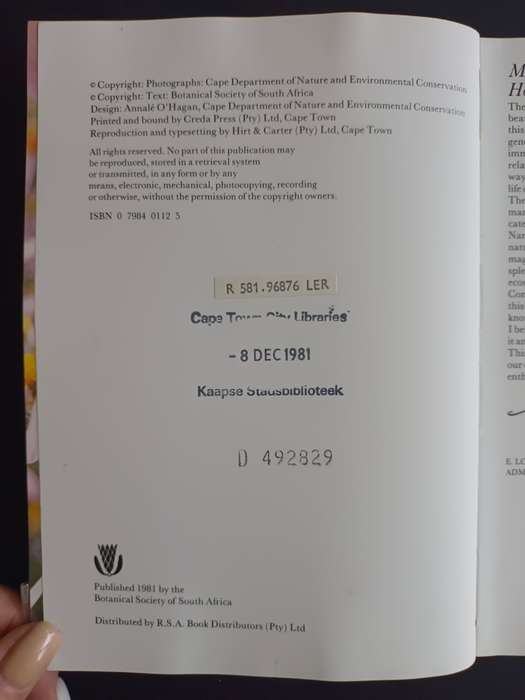 © Copyright: Photographs: Cape Department of Nature and Environmental Conservation
© Copyright: Text: Botanical Society of South Africa
Design: Annalé O'Hagan, Cape Department of Nature and Environmental Conservation
Printed and bound by Creda Press (Pty) Ltd, Cape Town
Reproduction and typesetting by Hirt & Carter (Pty) Ltd, Cape Town
All rights reserved. No part of this publication may
be reproduced, stored in a retrieval system
or transmitted, in any form or by any
means, electronic, mechanical, photocopying, recording
or otherwise, without the permission of the copyright owners.
ISBN 0 7984 0112 5
R 581.96876 LER
Cape Town City Libraries
- 8 DEC 1981
Kaapse Stadsbiblioteek
D 492829
Published 1981 by the
Botanical Society of South Africa
Distributed by R.S.A. Book Distributors (Pty) Ltd